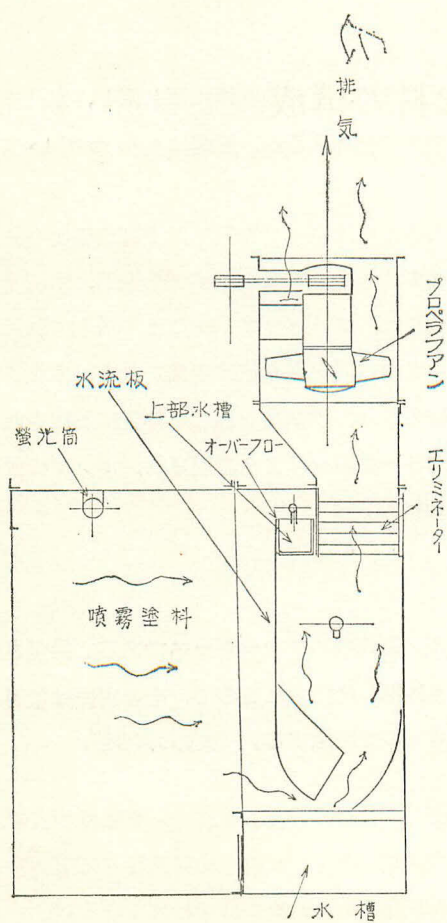 排気
プロペラファン
水流板
上部水槽
螢光筒
オーバーフロー
エリミネーター
噴霧塗料
水槽